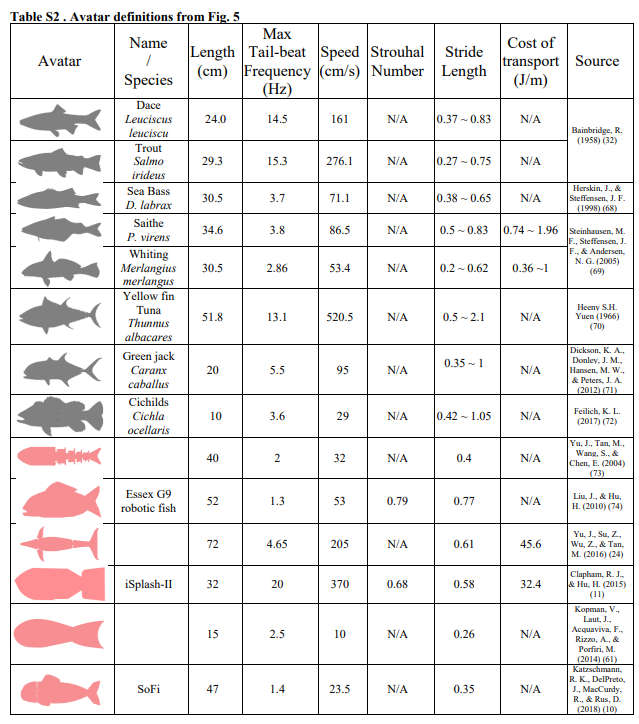 Table S2 . Avatar definitions from Fig. 5
Avatar
Name
/
Species
Length
(cm)
Max
Tail-beat
Frequency
(Hz)
Speed
(cm/s)
Strouhal
Number
Stride
Length
Cost of
transport
(J/m)
Source
Dace
Leuciscus
leuciscu
24.0
14.5
161
N/A
0.37 ~ 0.83
N/A
Bainbridge, R.
(1958) (32)
Trout
Salmo
irideus
29.3
15.3
276.1
N/A
0.27 ~ 0.75
N/A
Sea Bass
D. labrax
30.5
3.7
71.1
N/A
0.38 ~ 0.65
N/A
Herskin, J., &
Steffensen, J. F.
(1998) (68)
Saithe
P. virens
34.6
3.8
86.5
N/A
0.5 ~ 0.83
0.74 ~ 1.96
Steinhausen, M.
F., Steffensen, J.
F., & Andersen,
N. G. (2005)
(69)
Whiting
Merlangius
merlangus
30.5
2.86
53.4
N/A
0.2 ~ 0.62
0.36 ~1
Yellow fin
Tuna
Thunnus
albacares
51.8
13.1
520.5
N/A
0.5 ~ 2.1
N/A
Heeny S.H.
Yuen (1966)
(70)
Green jack
Caranx
caballus
20
5.5
95
N/A
0.35 ~ 1
N/A
Dickson, K. A.,
Donley, J. M.,
Hansen, M. W.,
& Peters, J. A.
(2012) (71)
Cichilds
Cichla
ocellaris
10
3.6
29
N/A
0.42 ~ 1.05
N/A
Feilich, K. L.
(2017) (72)
40
2
32
N/A
0.4
N/A
Yu, J., Tan, M.,
Wang, S., &
Chen, E. (2004)
(73)
Essex G9
robotic fish
52
1.3
53
0.79
0.77
N/A
Liu, J., & Hu,
H. (2010) (74)
72
4.65
205
N/A
0.61
45.6
Yu, J., Su, Z.,
Wu, Z., & Tan,
M. (2016) (24)
iSplash-II
32
20
370
0.68
0.58
32.4
Clapham, R. J.,
& Hu, H. (2015)
(11)
15
2.5
10
N/A
0.26
N/A
Kopman, V.,
Laut, J.,
Acquaviva, F.,
Rizzo, A., &
Porfiri, M.
(2014) (61)
SoFi
47
1.4
23.5
N/A
0.35
N/A
Katzschmann,
R. K., DelPreto,
J., MacCurdy,
R., & Rus, D.
(2018) (10)